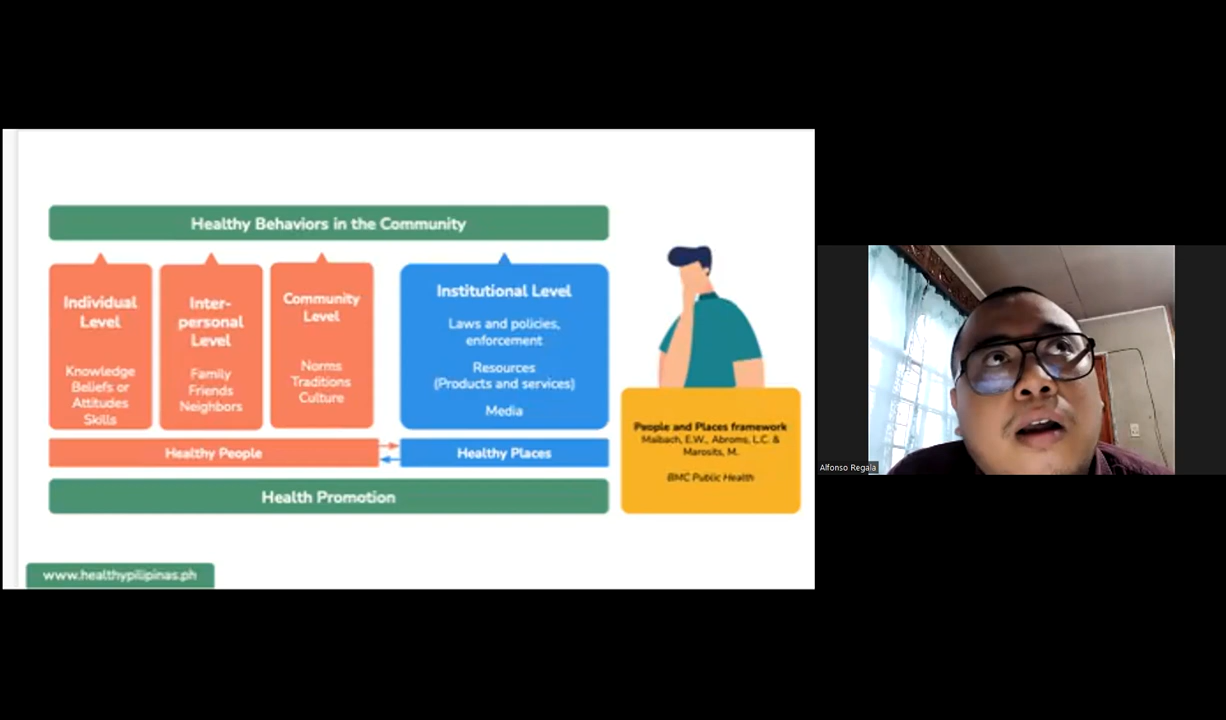 Healthy Behaviors in the Community
Individual
Level
Knowledge
Beliefs or
Attitudes
Skills
Inter-
personal
Level
Family
Friends
Neighbors
Community
Level
Norms
Traditions
Culture
Institutional Level
Laws and policies,
enforcement
Resources
(Products and services)
Media
Healthy People
Healthy Places
Health Promotion
People and Places framework
Maibach, E.W., Abroms, L.C. &
Marosits, M.
BMC Public Health
www.healthypilipinas.ph
Alfonso Regala